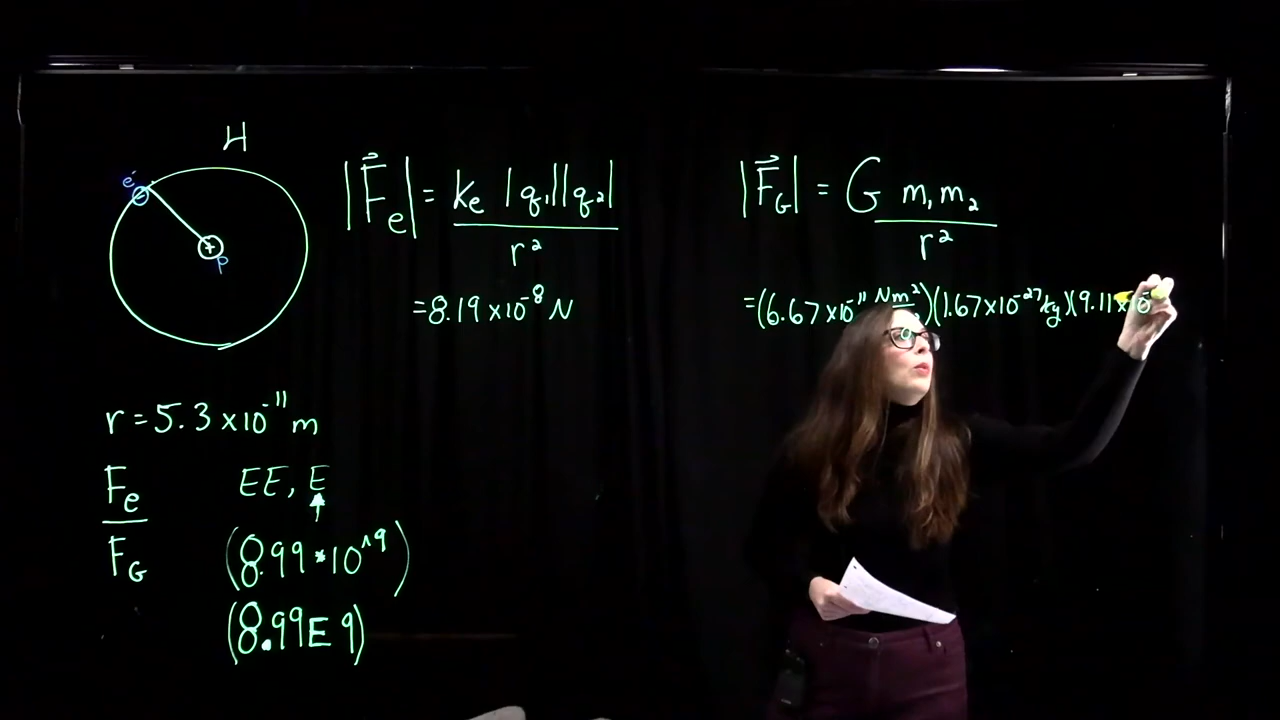 H
e⁻
p
|F⃗e| = ke |q₁||q₂| / r²
= 8.19 × 10⁻⁸ N
r = 5.3 × 10⁻¹¹ m
Fe / FG
EE, E
(8.99 * 10^9)
(8.99E9)
|F⃗G| = G m₁m₂ / r²
= (6.67 × 10⁻¹¹ Nm²)(1.67 × 10⁻²⁷ kg)(9.11 × 10⁻